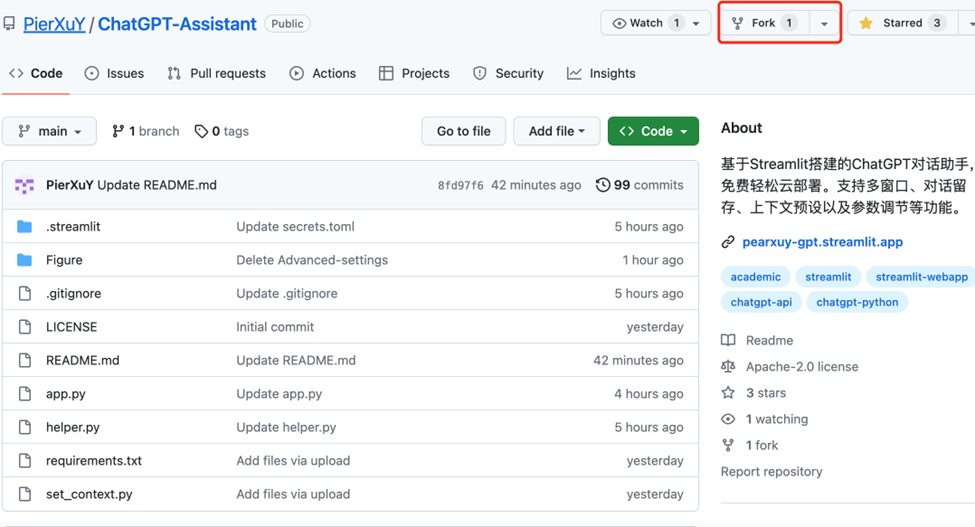 PierXuY / ChatGPT-Assistant Public Watch 1 Fork 1 Starred 3
Code Issues Pull requests Actions Projects Security Insights
main 1 branch 0 tags Go to file Add file Code
PierXuY Update README.md 8fd97f6 42 minutes ago 99 commits
.streamlit Update secrets.toml 5 hours ago
Figure Delete Advanced-settings 1 hour ago
.gitignore Update .gitignore 5 hours ago
LICENSE Initial commit yesterday
README.md Update README.md 42 minutes ago
app.py Update app.py 4 hours ago
helper.py Update helper.py 5 hours ago
requirements.txt Add files via upload yesterday
set_context.py Add files via upload yesterday
About
基于Streamlit搭建的ChatGPT对话助手,
免费轻松云部署。支持多窗口、对话留
存、上下文预设以及参数调节等功能。
pearxuy-gpt.streamlit.app
academic streamlit streamlit-webapp
chatgpt-api chatgpt-python
Readme
Apache-2.0 license
3 stars
1 watching
1 fork
Report repository